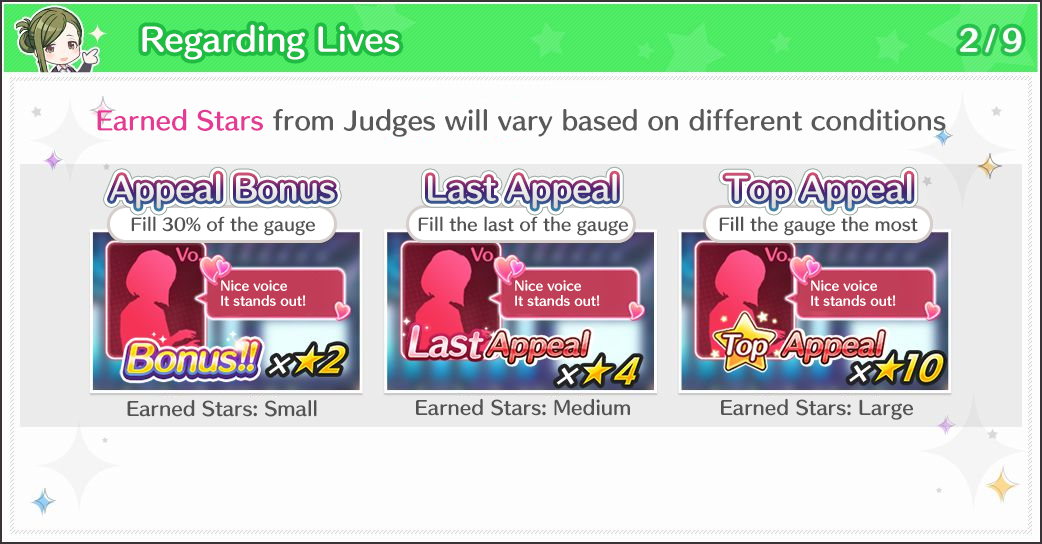 Regarding Lives
2/9
Earned Stars from Judges will vary based on different conditions
Appeal Bonus
Fill 30% of the gauge
Vo.
Nice voice
It stands out!
Bonus!! ×★2
Earned Stars: Small
Last Appeal
Fill the last of the gauge
Vo.
Nice voice
It stands out!
Last Appeal
×★4
Earned Stars: Medium
Top Appeal
Fill the gauge the most
Vo.
Nice voice
It stands out!
Top Appeal
×★10
Earned Stars: Large